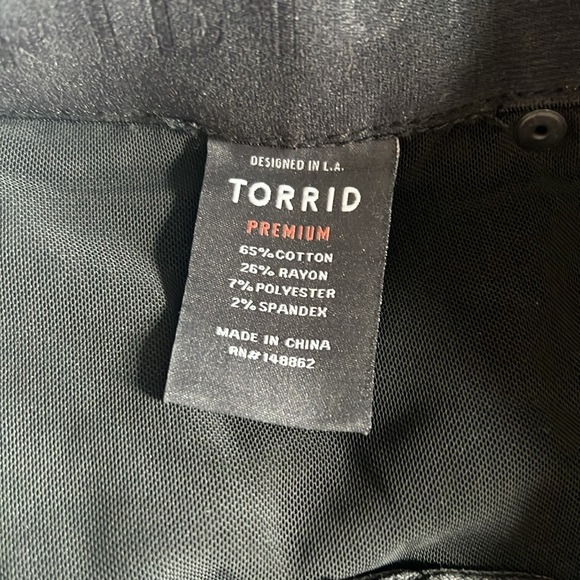 DESIGNED IN L.A.
TORRID
PREMIUM
65% COTTON
26% RAYON
7% POLYESTER
2% SPANDEX
MADE IN CHINA
RN# 148862